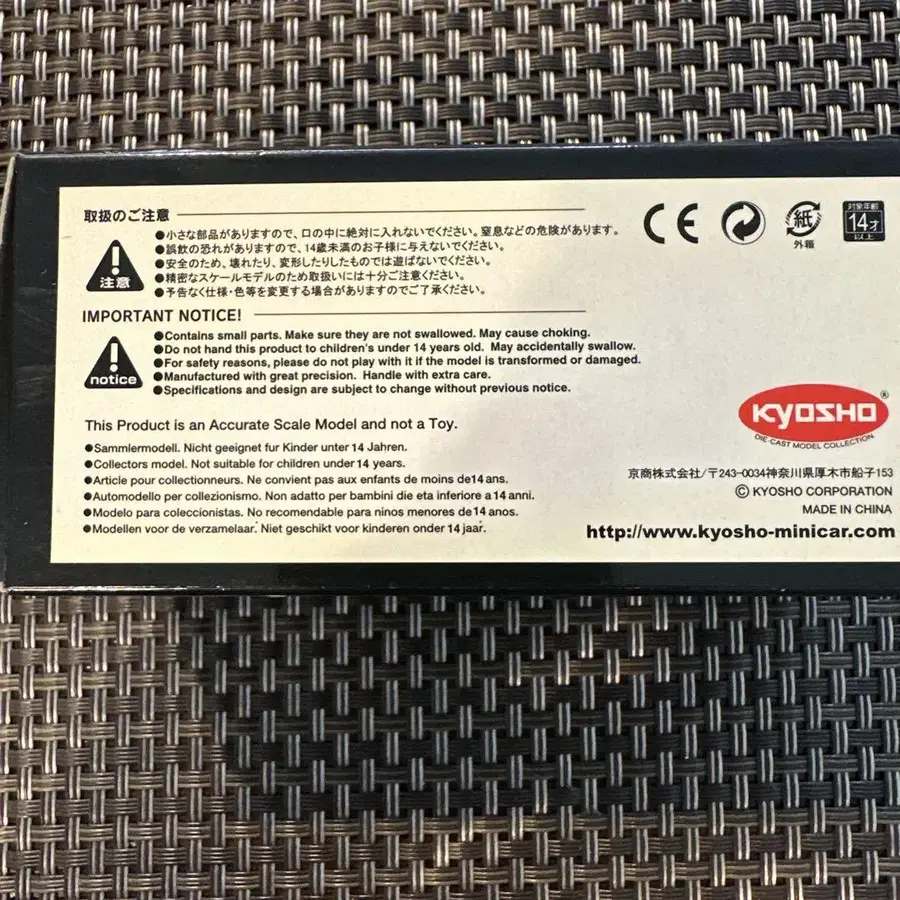 取扱のご注意
●小さな部品がありますので、口の中に絶対に入れないでください。窒息などの危険があります。
●誤飲の恐れがありますので、14歳未満のお子様に与えないでください。
●安全のため、壊れたり、変形したりしたものでは遊ばないでください。
●精密なスケールモデルのため取扱いには十分ご注意ください。
●予告なく仕様・色等を変更する場合がありますのでご了承ください。
注意
CE
紙
外箱
対象年齢
14才
以上
IMPORTANT NOTICE!
●Contains small parts. Make sure they are not swallowed. May cause choking.
●Do not hand this product to children's under 14 years old. May accidentally swallow.
●For safety reasons, please do not play with it if the model is transformed or damaged.
●Manufactured with great precision. Handle with extra care.
●Specifications and design are subject to change without previous notice.
notice
This Product is an Accurate Scale Model and not a Toy.
●Sammlermodell. Nicht geeignet fur Kinder unter 14 Jahren.
●Collectors model. Not suitable for children under14 years.
●Article pour collectionneurs. Ne convient pas aux enfants de moins de14 ans.
●Automodello per collezionismo. Non adatto per bambini die eta inferiore a 14 anni.
●Modelo para coleccionistas. No recomendable para ninos menores de 14 anos.
●Modellen voor de verzamelaar. Niet geschikt voor kinderen onder 14 jaar.
KYOSHO®
DIE-CAST MODEL COLLECTION
京商株式会社/〒243-0034神奈川県厚木市船子153
© KYOSHO CORPORATION
MADE IN CHINA
http://www.kyosho-minicar.com